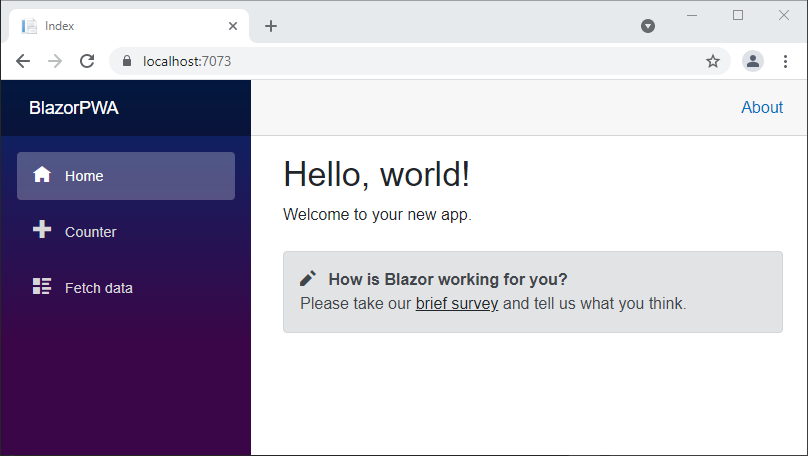 Index
localhost:7073
BlazorPWA
About
Home
Counter
Fetch data
Hello, world!
Welcome to your new app.
How is Blazor working for you?
Please take our brief survey and tell us what you think.